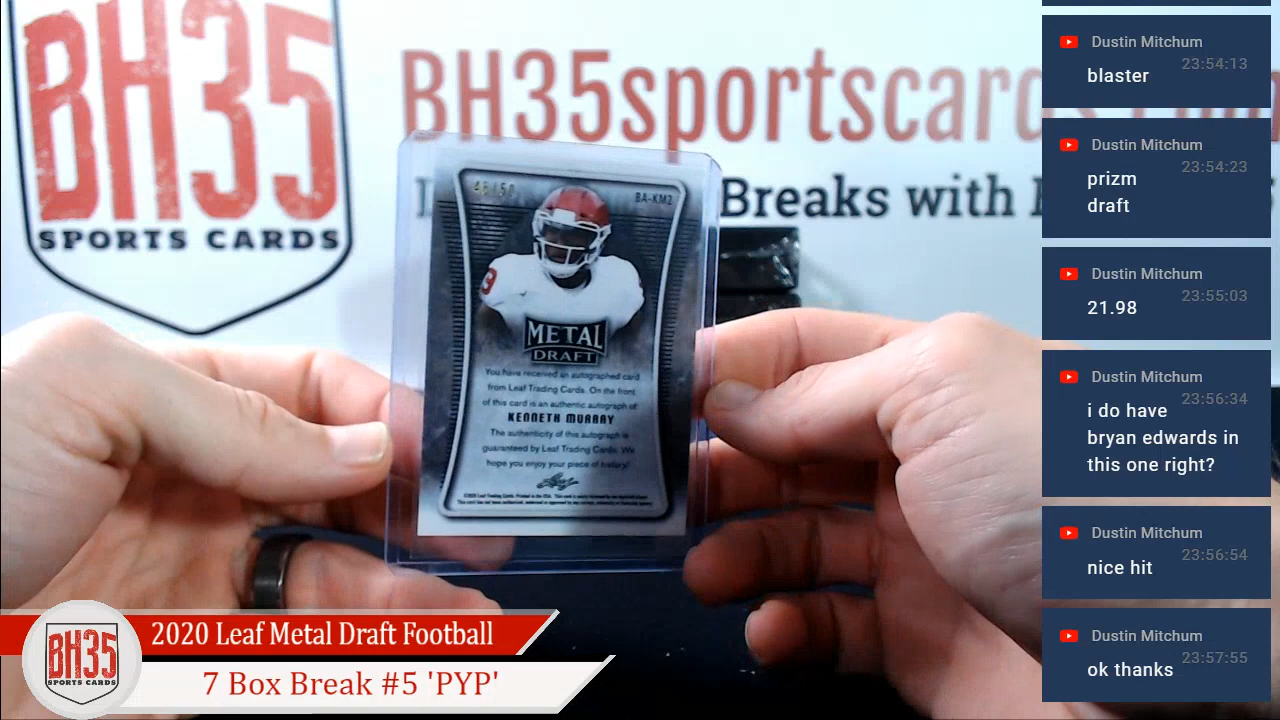 BH35
SPORTS CARDS
BH35sportscards.com
Breaks with
BA-KM2
METAL
DRAFT
You have received an autographed card
from Leaf Trading Cards. On the front
of this card is an authentic autograph of:
KENNETH MURRAY
The authenticity of this autograph is
guaranteed by Leaf Trading Cards. We
hope you enjoy your piece of history!
Leaf
2020 Leaf Metal Draft Football
7 Box Break #5 'PYP'
BH35
SPORTS CARDS
Dustin Mitchum
23:54:13
blaster
Dustin Mitchum
23:54:23
prizm
draft
Dustin Mitchum
23:55:03
21.98
Dustin Mitchum
23:56:34
i do have
bryan edwards in
this one right?
Dustin Mitchum
23:56:54
nice hit
Dustin Mitchum
23:57:55
ok thanks